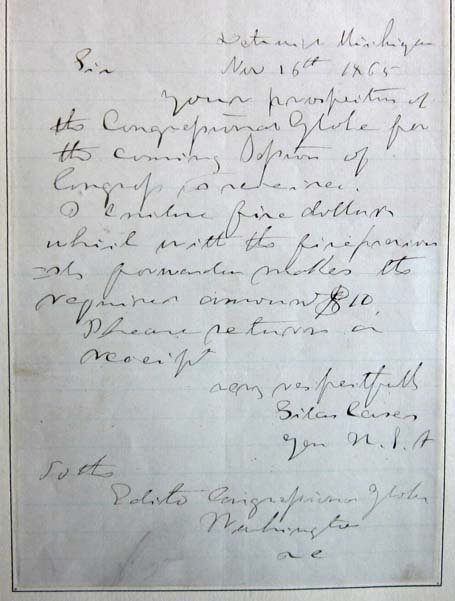 Detroit Michigan
Sir Nov 16th 1865
Your prospectus of
the Congressional Globe for
the coming Session of
Congress is received.
I enclose five dollars
which with the five previous
ly forwarded makes the
required amount $10
Please return a
receipt
very respectfully
Silas Casey
Gen U.S.A
To the
Editor Congressional Globe
Washington
DC